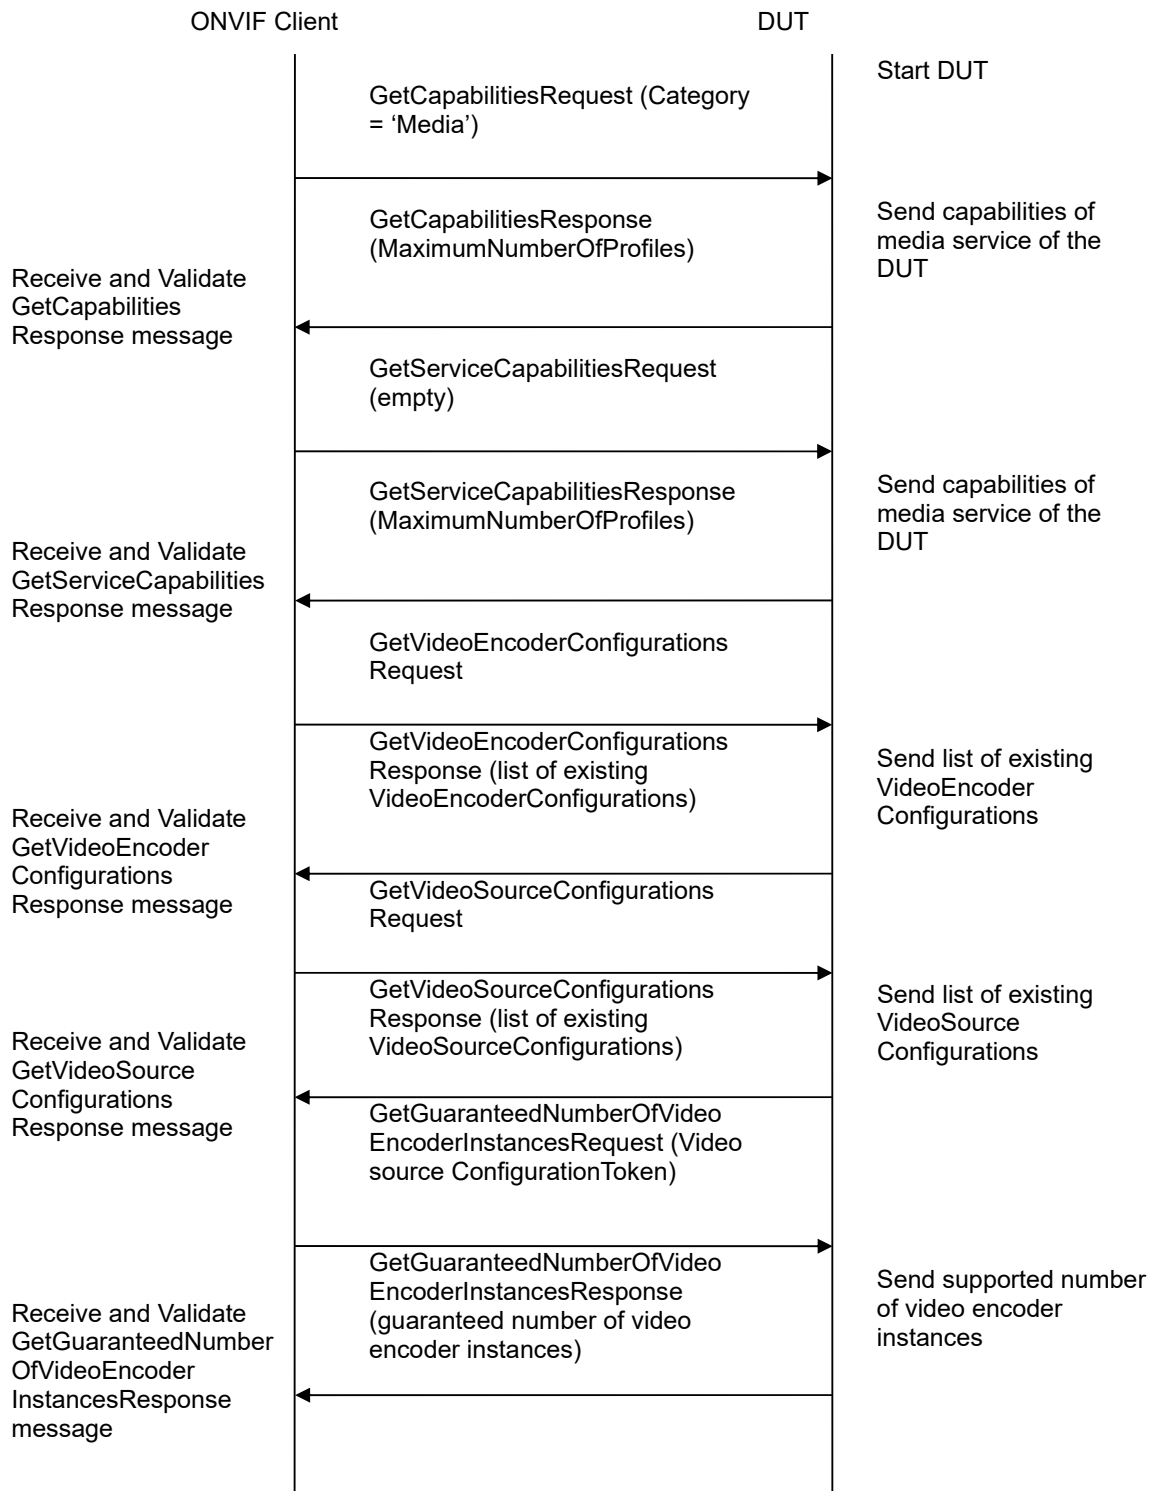 ONVIF Client
DUT
Start DUT
GetCapabilitiesRequest (Category
= ‘Media’)
GetCapabilitiesResponse
(MaximumNumberOfProfiles)
Send capabilities of
media service of the
DUT
Receive and Validate
GetCapabilities
Response message
GetServiceCapabilitiesRequest
(empty)
GetServiceCapabilitiesResponse
(MaximumNumberOfProfiles)
Send capabilities of
media service of the
DUT
Receive and Validate
GetServiceCapabilities
Response message
GetVideoEncoderConfigurations
Request
GetVideoEncoderConfigurations
Response (list of existing
VideoEncoderConfigurations)
Send list of existing
VideoEncoder
Configurations
Receive and Validate
GetVideoEncoder
Configurations
Response message
GetVideoSourceConfigurations
Request
GetVideoSourceConfigurations
Response (list of existing
VideoSourceConfigurations)
Send list of existing
VideoSource
Configurations
Receive and Validate
GetVideoSource
Configurations
Response message
GetGuaranteedNumberOfVideo
EncoderInstancesRequest (Video
source ConfigurationToken)
GetGuaranteedNumberOfVideo
EncoderInstancesResponse
(guaranteed number of video
encoder instances)
Send supported number
of video encoder
instances
Receive and Validate
GetGuaranteedNumber
OfVideoEncoder
InstancesResponse
message